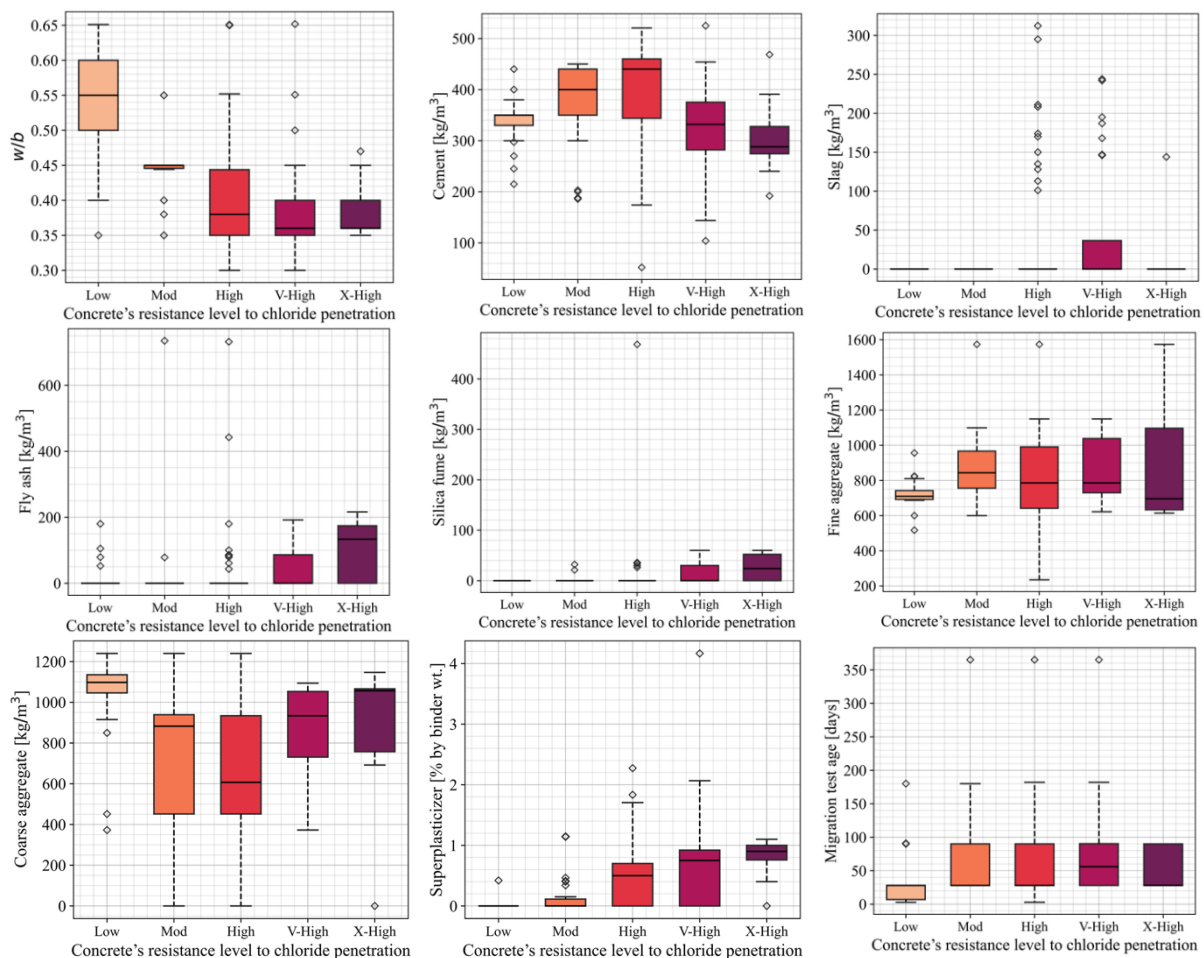 w/b
0.65
0.60
0.55
0.50
0.45
0.40
0.35
0.30
Low Mod High V-High X-High
Concrete's resistance level to chloride penetration
Cement [kg/m³]
500
400
300
200
100
Low Mod High V-High X-High
Concrete's resistance level to chloride penetration
Slag [kg/m³]
300
250
200
150
100
50
0
Low Mod High V-High X-High
Concrete's resistance level to chloride penetration
Fly ash [kg/m³]
600
400
200
0
Low Mod High V-High X-High
Concrete's resistance level to chloride penetration
Silica fume [kg/m³]
400
300
200
100
0
Low Mod High V-High X-High
Concrete's resistance level to chloride penetration
Fine aggregate [kg/m³]
1600
1400
1200
1000
800
600
400
200
Low Mod High V-High X-High
Concrete's resistance level to chloride penetration
Coarse aggregate [kg/m³]
1200
1000
800
600
400
200
0
Low Mod High V-High X-High
Concrete's resistance level to chloride penetration
Superplasticizer [% by binder wt.]
4
3
2
1
0
Low Mod High V-High X-High
Concrete's resistance level to chloride penetration
Migration test age [days]
350
300
250
200
150
100
50
0
Low Mod High V-High X-High
Concrete's resistance level to chloride penetration